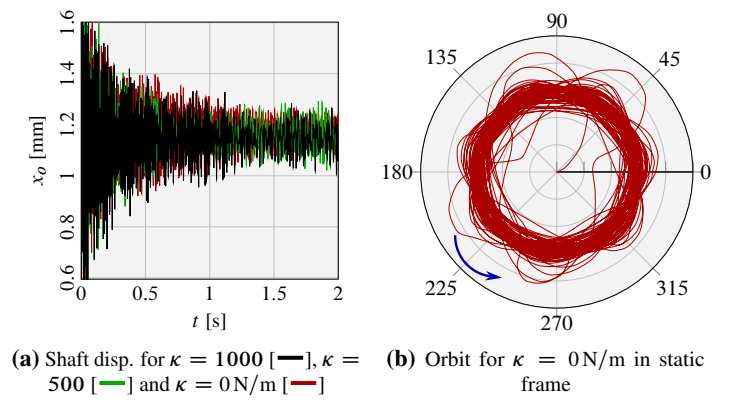 1.6
1.4
1.2
1
0.8
0.6
x_o [mm]
0 0.5 1 1.5 2
t [s]
90
135 45
180 0
225 315
270
(a) Shaft disp. for κ = 1000 [ ], κ =
500 [ ] and κ = 0 N/m [ ]
(b) Orbit for κ = 0 N/m in static
frame